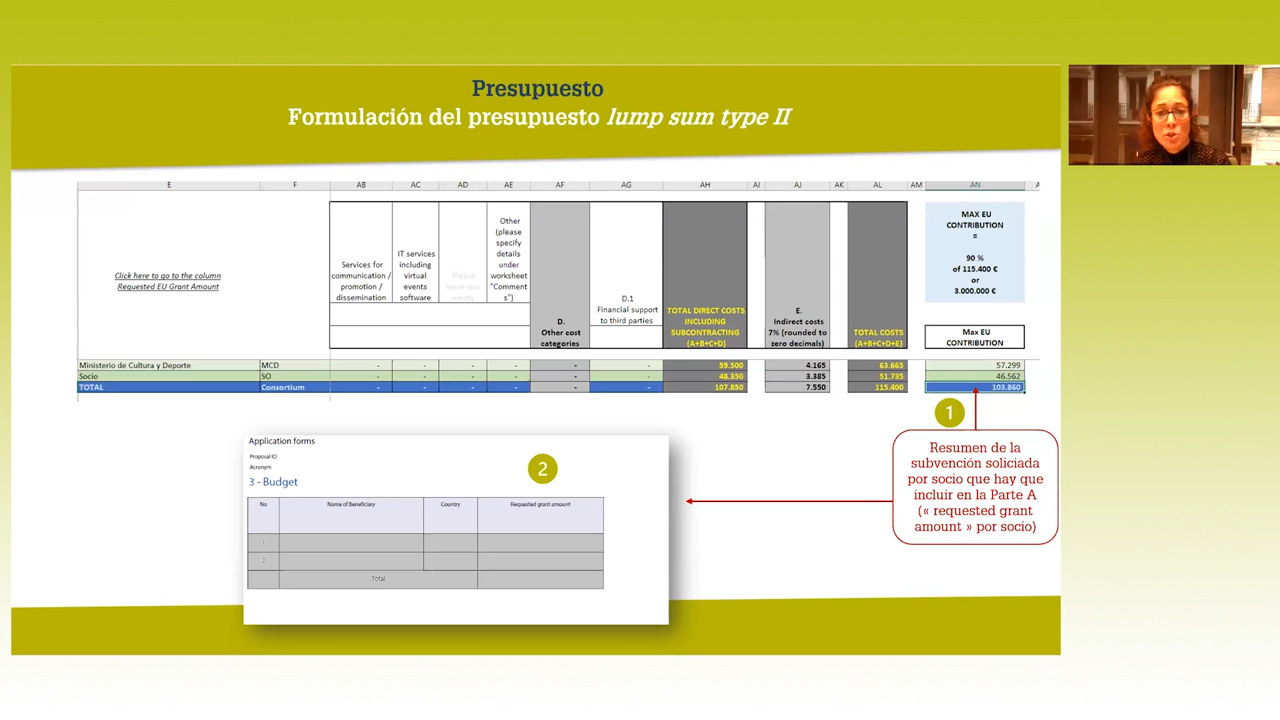 Presupuesto
Formulación del presupuesto lump sum type II
E F AB AC AD AE AF AG AH AI AJ AK AL AM AN
Click here to go to the column
Requested EU Grant Amount
Services for
communication /
promotion /
dissemination
IT services
including
virtual
events
software
Please
leave row
empty
Other
(please
specify
details
under
worksheet
"Comment
s")
D.
Other cost
categories
D.1
Financial support
to third parties
TOTAL DIRECT COSTS
INCLUDING
SUBCONTRACTING
(A+B+C+D)
E.
Indirect costs
7% (rounded to
zero decimals)
TOTAL COSTS
(A+B+C+D+E)
MAX EU
CONTRIBUTION
=
90 %
of 115.400 €
or
3.000.000 €
Max EU
CONTRIBUTION
Ministerio de Cultura y Deporte MCD - - - - - - 59.500 4.165 63.665 57.299
Socio SO - - - - - - 48.350 3.385 51.735 46.562
TOTAL Consortium - - - - - - 107.850 7.550 115.400 103.860
1
Resumen de la
subvención soliciada
por socio que hay que
incluir en la Parte A
(« requested grant
amount » por socio)
Application forms
Proposal ID
Acronym
2
3 - Budget
No Name of Beneficiary Country Requested grant amount
1
2
Total